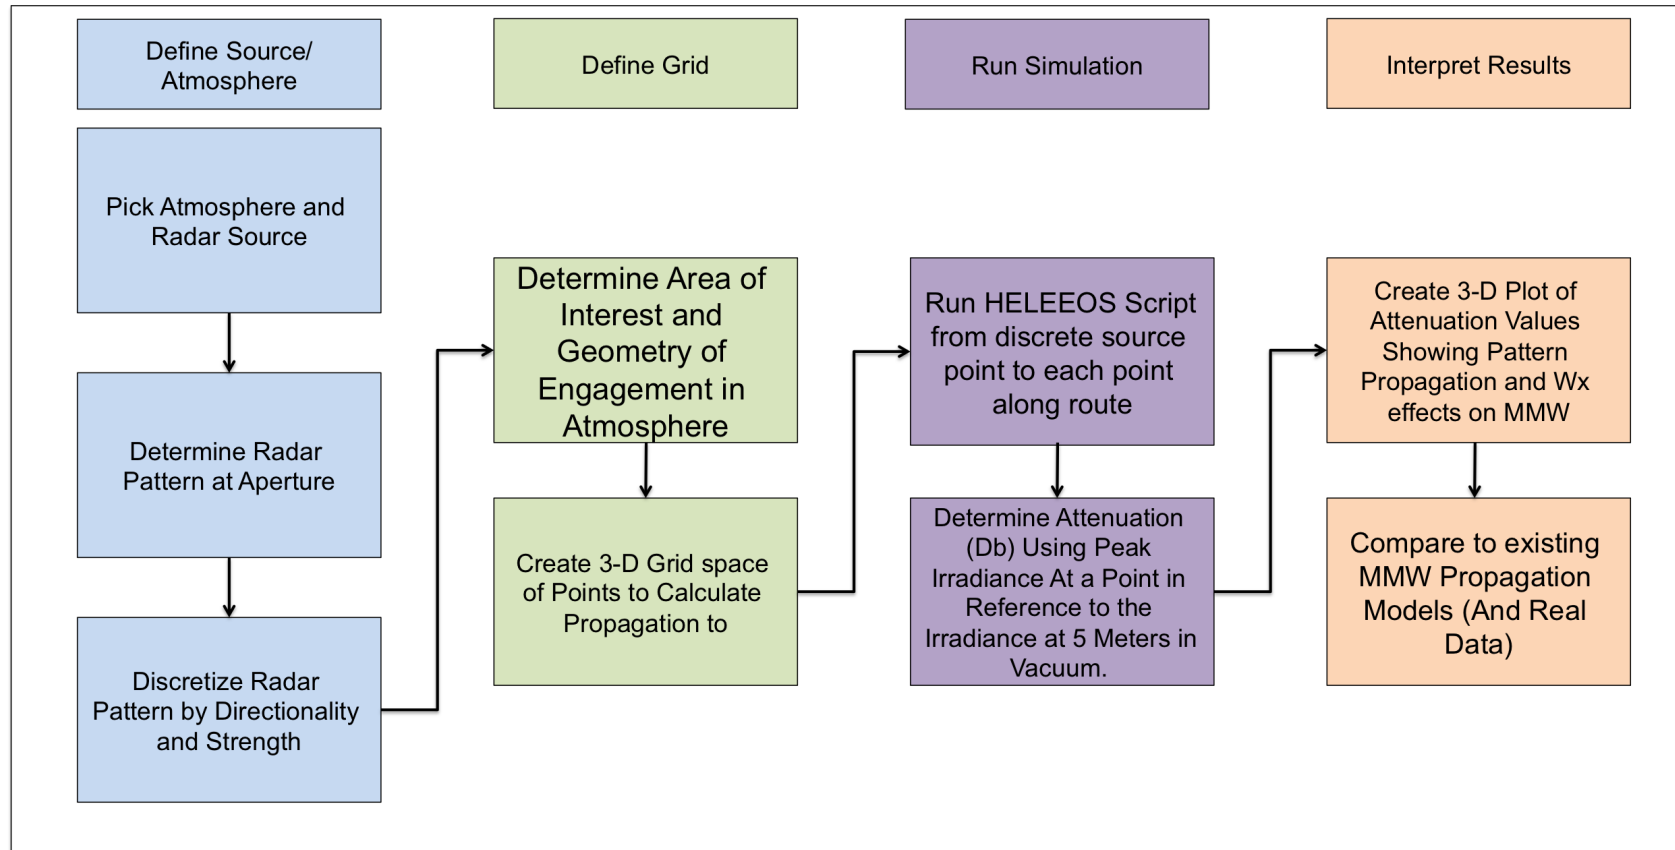 Define Source/
Atmosphere
Define Grid
Run Simulation
Interpret Results
Pick Atmosphere and
Radar Source
Determine Radar
Pattern at Aperture
Discretize Radar
Pattern by Directionality
and Strength
Determine Area of
Interest and
Geometry of
Engagement in
Atmosphere
Create 3-D Grid space
of Points to Calculate
Propagation to
Run HELEEOS Script
from discrete source
point to each point
along route
Determine Attenuation
(Db) Using Peak
Irradiance At a Point in
Reference to the
Irradiance at 5 Meters in
Vacuum.
Create 3-D Plot of
Attenuation Values
Showing Pattern
Propagation and Wx
effects on MMW
Compare to existing
MMW Propagation
Models (And Real
Data)